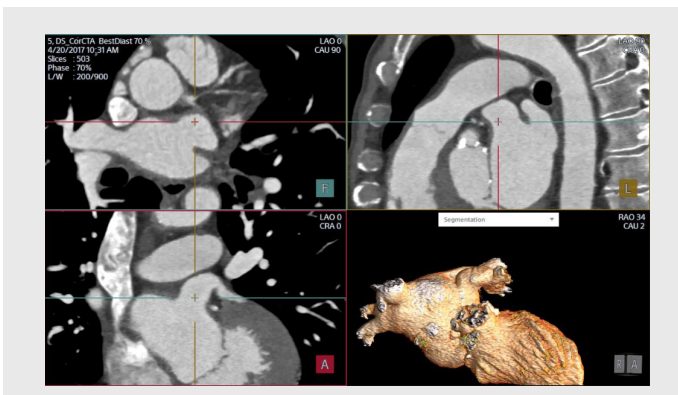 5, DS_CorCTA BestDiast 70 %
4/20/2017 10:31 AM
Slices : 503
Phase : 70%
L/W : 200/900
LAO 0
CAU 90
F
L
LAO 0
CRA 0
A
Segmentation
RAO 34
CAU 2
R A